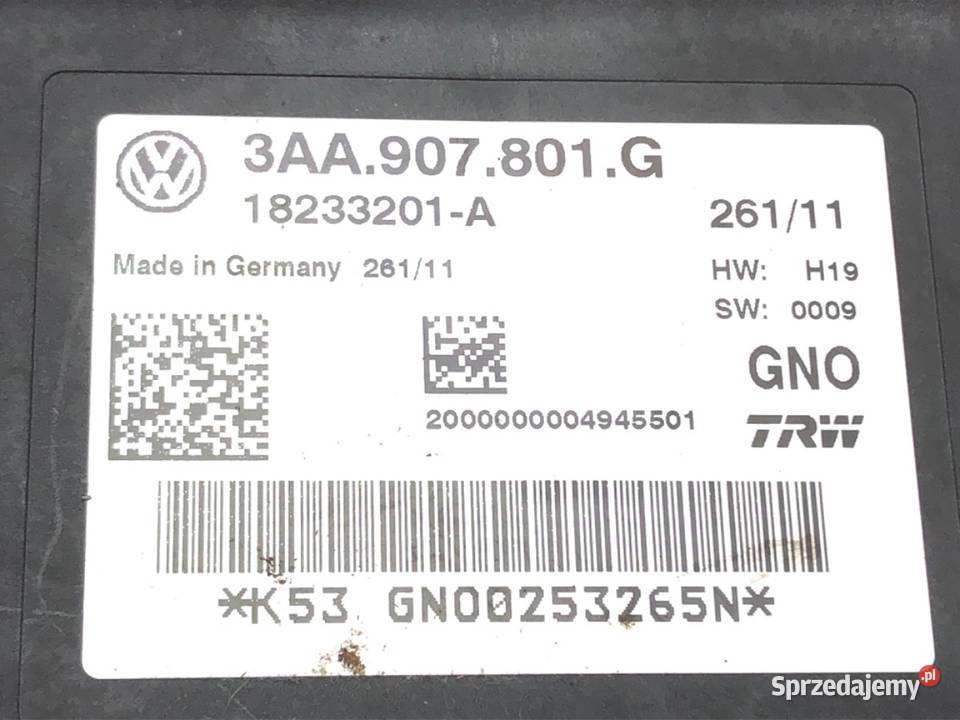 3AA.907.801.G
18233201-A 261/11
Made in Germany 261/11 HW: H19
SW: 0009
GNO
2000000004945501 TRW
*K53 GNO0253265N*
Sprzedajemy.pl